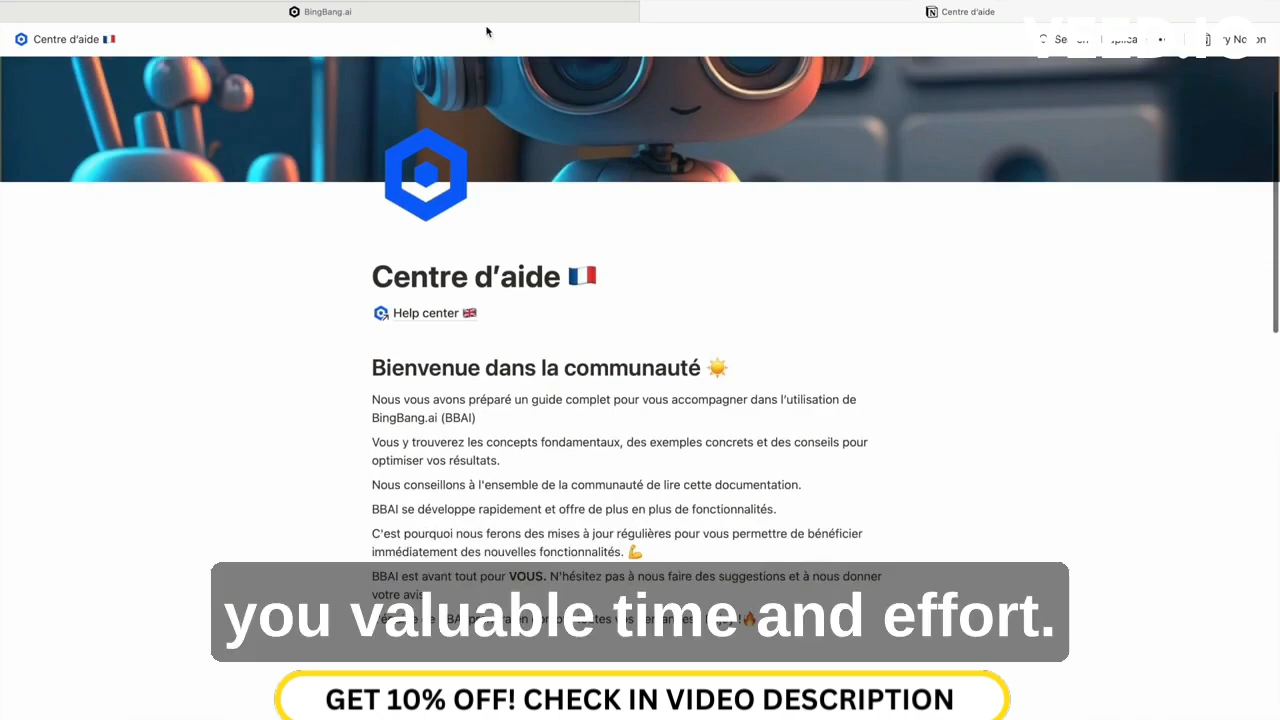 BingBang.ai
Centre d'aide
Centre d'aide 🇫🇷
VEED.IO
Centre d'aide 🇫🇷
Help center 🇬🇧
Bienvenue dans la communauté ☀️
Nous vous avons préparé un guide complet pour vous accompagner dans l'utilisation de
BingBang.ai (BBAI)
Vous y trouverez les concepts fondamentaux, des exemples concrets et des conseils pour
optimiser vos résultats.
Nous conseillons à l'ensemble de la communauté de lire cette documentation.
BBAI se développe rapidement et offre de plus en plus de fonctionnalités.
C'est pourquoi nous ferons des mises à jour régulières pour vous permettre de bénéficier
immédiatement des nouvelles fonctionnalités. 💪
BBAI est avant tout pour VOUS. N'hésitez pas à nous faire des suggestions et à nous donner
votre avis
you valuable time and effort.
GET 10% OFF! CHECK IN VIDEO DESCRIPTION